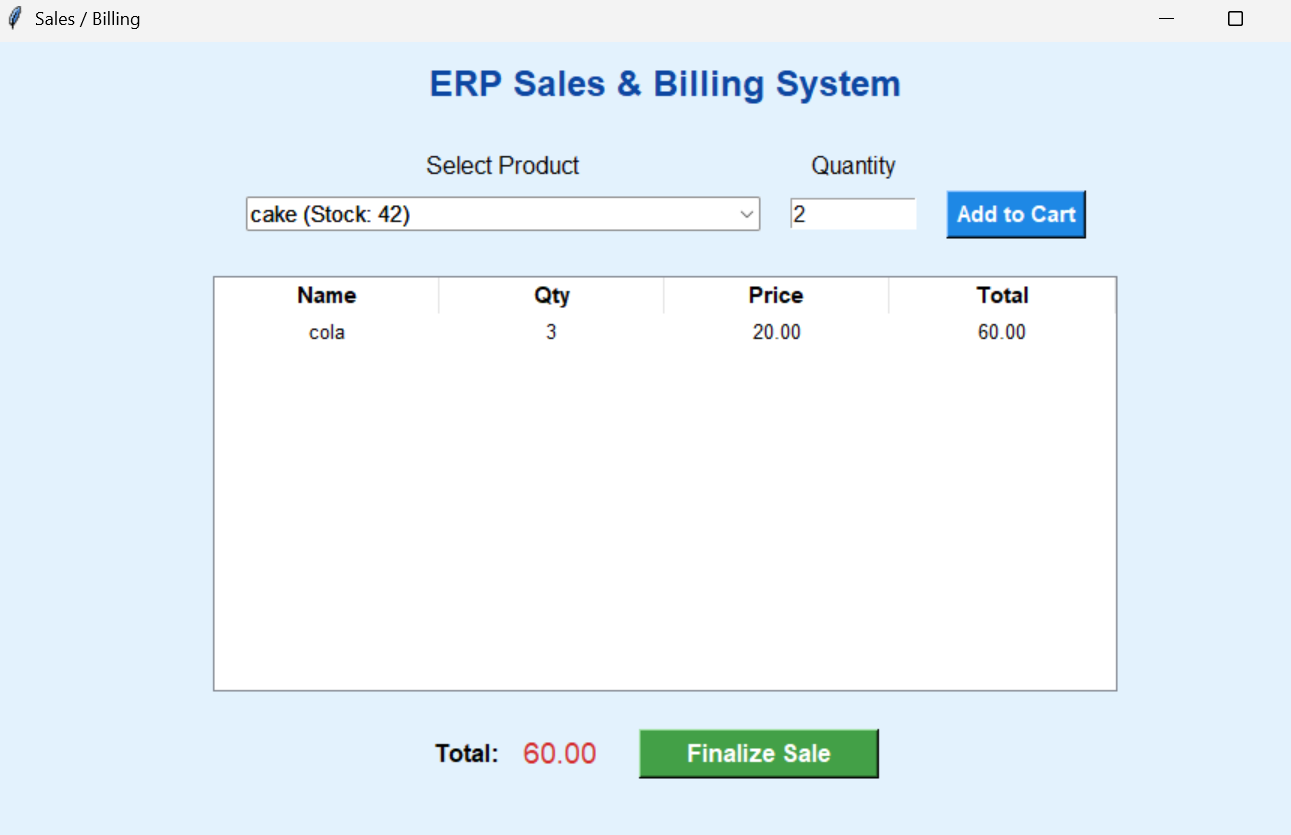 Sales / Billing
ERP Sales & Billing System
Select Product Quantity
cake (Stock: 42) 2 Add to Cart
Name Qty Price Total
cola 3 20.00 60.00
Total: 60.00 Finalize Sale